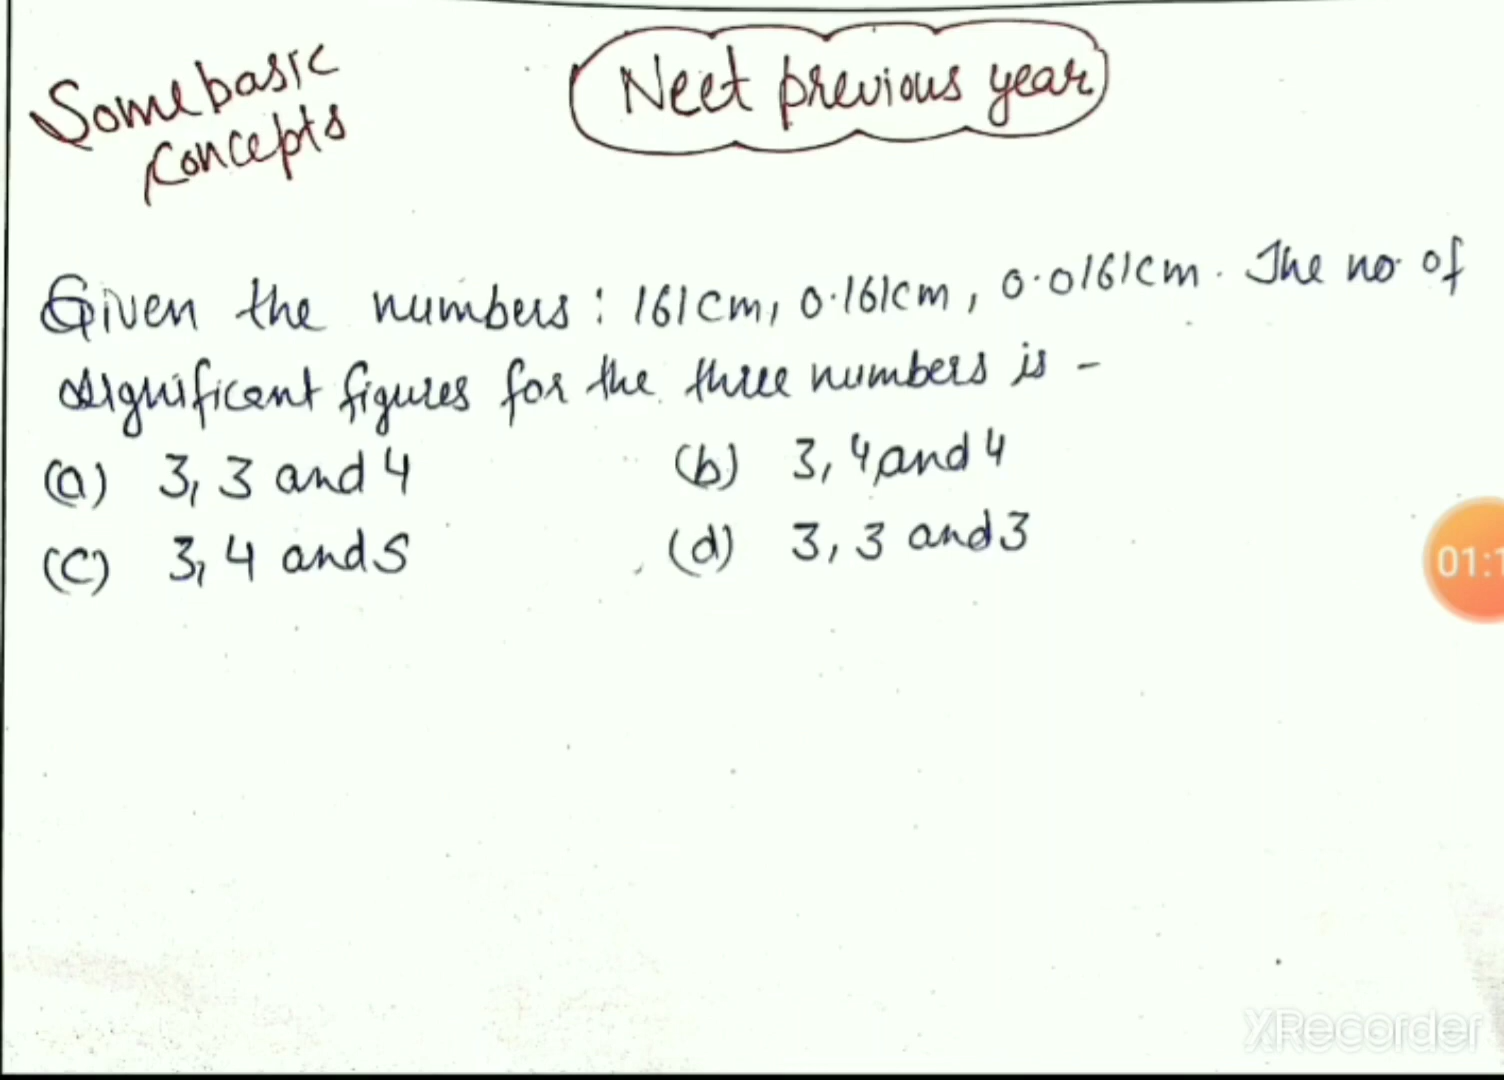 Some basic
concepts
Neet previous year
Given the numbers : 161cm, 0.161cm, 0.0161cm. The no. of
significant figures for the three numbers is -
(a) 3, 3 and 4
(b) 3, 4 and 4
(C) 3, 4 and 5
(d) 3, 3 and 3
01:1
XRecorder